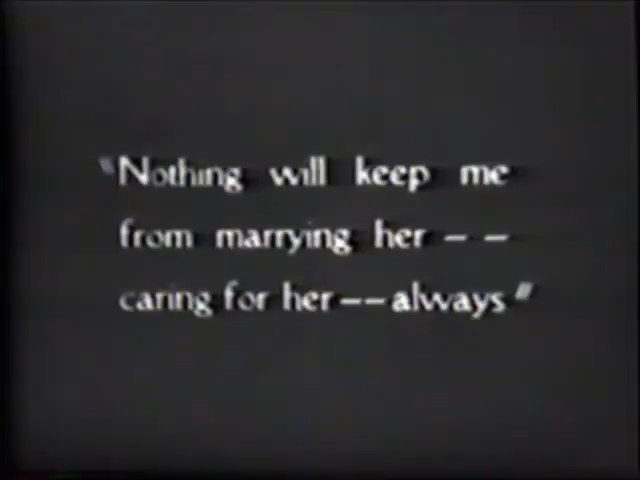 "Nothing will keep me
from marrying her – –
caring for her––always"